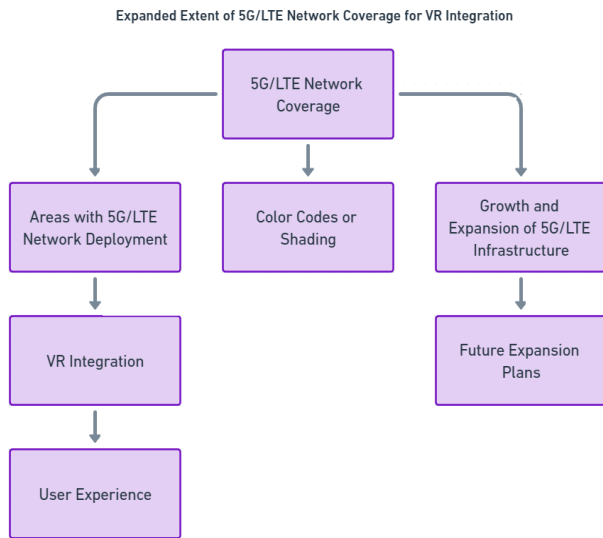 Expanded Extent of 5G/LTE Network Coverage for VR Integration
5G/LTE Network
Coverage
Areas with 5G/LTE
Network Deployment
Color Codes or
Shading
Growth and
Expansion of 5G/LTE
Infrastructure
VR Integration
Future Expansion
Plans
User Experience